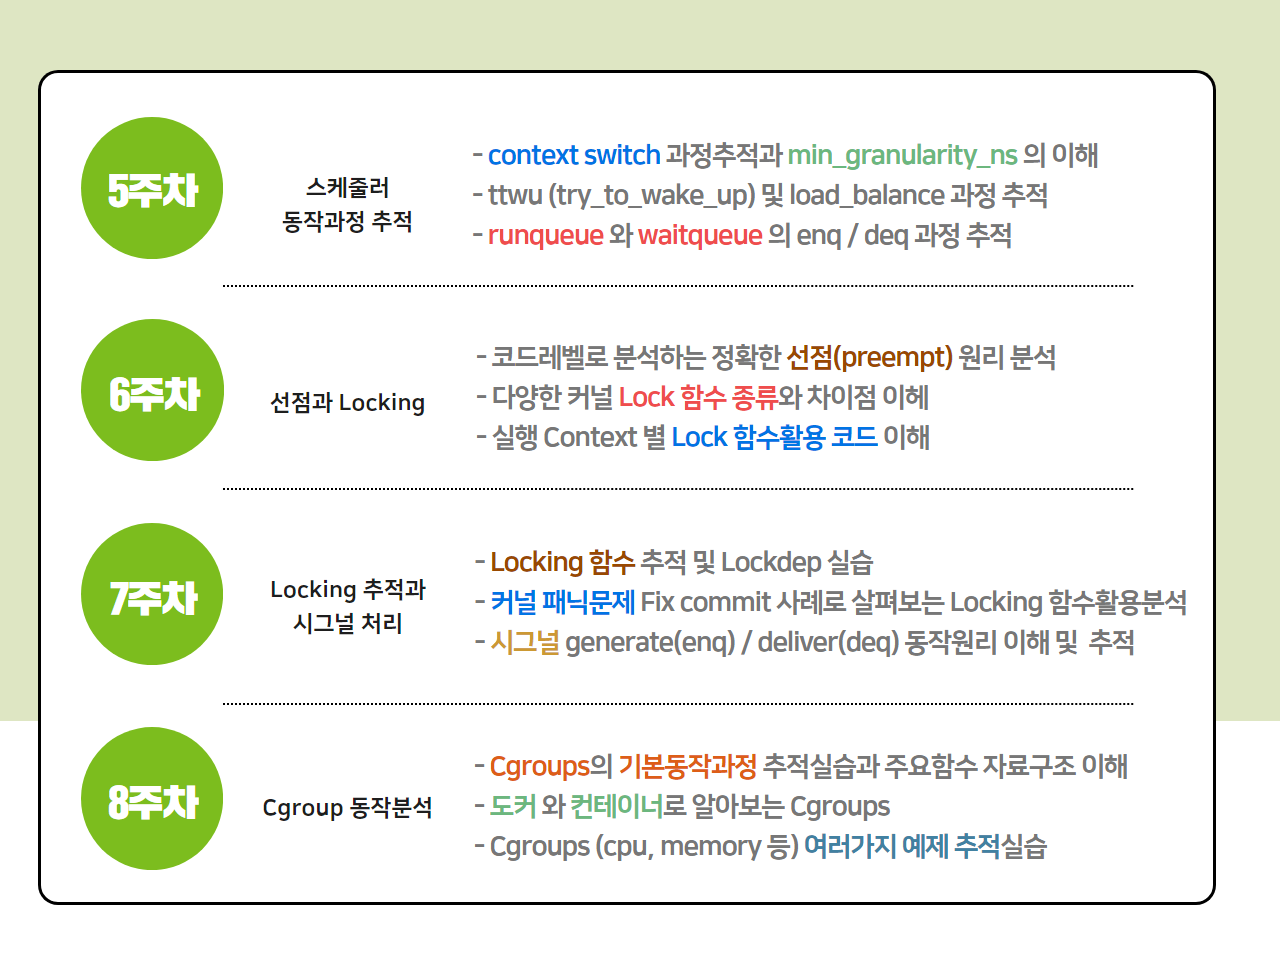 5주차
스케줄러
동작과정 추적
- context switch 과정추적과 min_granularity_ns 의 이해
- ttwu (try_to_wake_up) 및 load_balance 과정 추적
- runqueue 와 waitqueue 의 enq / deq 과정 추적
6주차
선점과 Locking
- 코드레벨로 분석하는 정확한 선점(preempt) 원리 분석
- 다양한 커널 Lock 함수 종류와 차이점 이헤
- 실행 Context 별 Lock 함수활용 코드 이해
7주차
Locking 추적과
시그널 처리
- Locking 함수 추적 및 Lockdep 실습
- 커널 패닉문제 Fix commit 사례로 살펴보는 Locking 함수활용분석
- 시그널 generate(enq) / deliver(deq) 동작원리 이해 및 추적
8주차
Cgroup 동작분석
- Cgroups의 기본동작과정 추적실습과 주요함수 자료구조 이해
- 도커 와 컨테이너로 알아보는 Cgroups
- Cgroups (cpu, memory 등) 여러가지 예제 추적실습